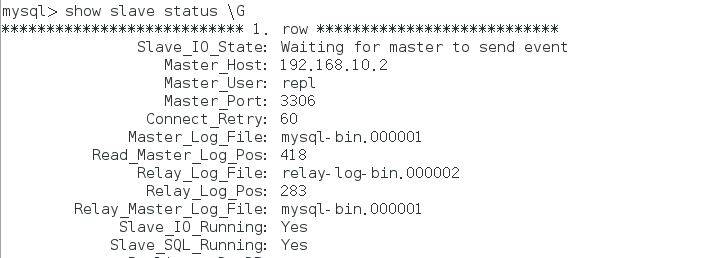 mysql> show slave status \G
*************************** 1. row ***************************
Slave_IO_State: Waiting for master to send event
Master_Host: 192.168.10.2
Master_User: repl
Master_Port: 3306
Connect_Retry: 60
Master_Log_File: mysql-bin.000001
Read_Master_Log_Pos: 418
Relay_Log_File: relay-log-bin.000002
Relay_Log_Pos: 283
Relay_Master_Log_File: mysql-bin.000001
Slave_IO_Running: Yes
Slave_SQL_Running: Yes